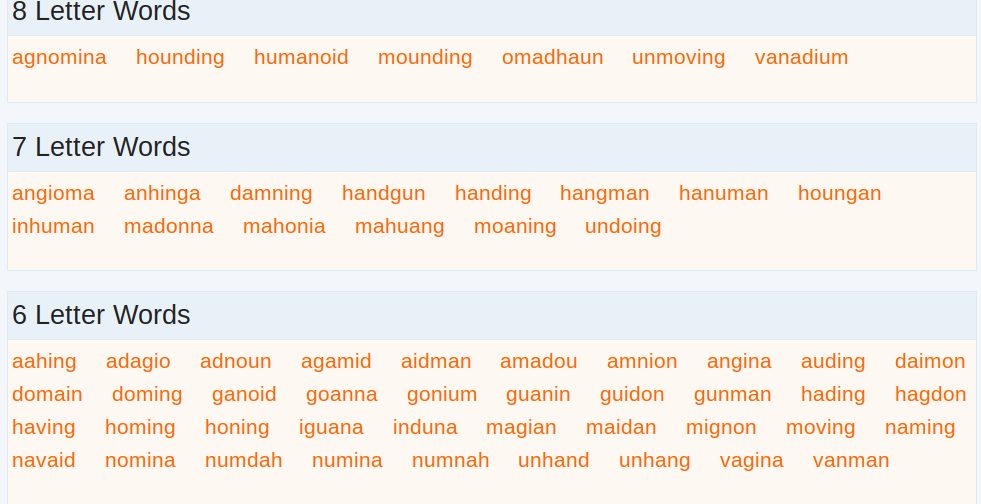 8 Letter Words
agnomina hounding humanoid mounding omadhaun unmoving vanadium
7 Letter Words
angioma anhinga damning handgun handing hangman hanuman houngan
inhuman madonna mahonia mahuang moaning undoing
6 Letter Words
aahing adagio adnoun agamid aidman amadou amnion angina auding daimon
domain doming ganoid goanna gonium guanin guidon gunman hading hagdon
having homing honing iguana induna magian maidan mignon moving naming
navaid nomina numdah numina numnah unhand unhang vagina vanman